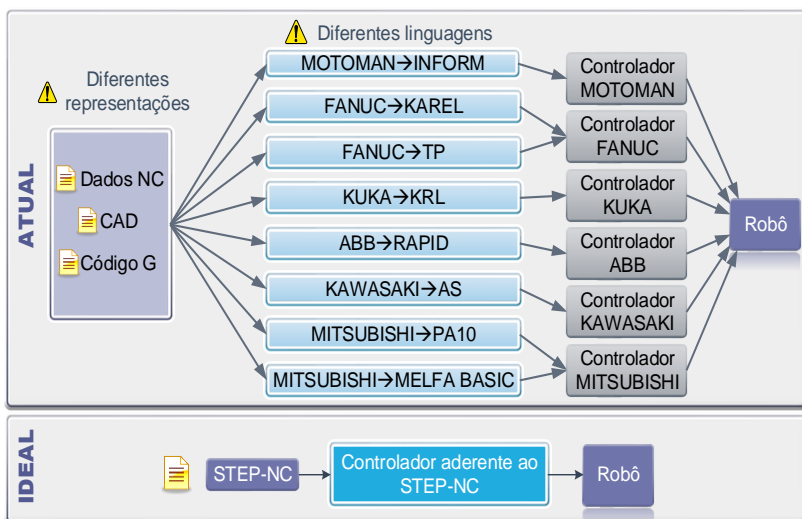 ATUAL
Diferentes
representações
Dados NC
CAD
Código G
Diferentes linguagens
MOTOMAN→INFORM
FANUC→KAREL
FANUC→TP
KUKA→KRL
ABB→RAPID
KAWASAKI→AS
MITSUBISHI→PA10
MITSUBISHI→MELFA BASIC
Controlador
MOTOMAN
Controlador
FANUC
Controlador
KUKA
Controlador
ABB
Controlador
KAWASAKI
Controlador
MITSUBISHI
Robô
IDEAL
STEP-NC
Controlador aderente ao
STEP-NC
Robô